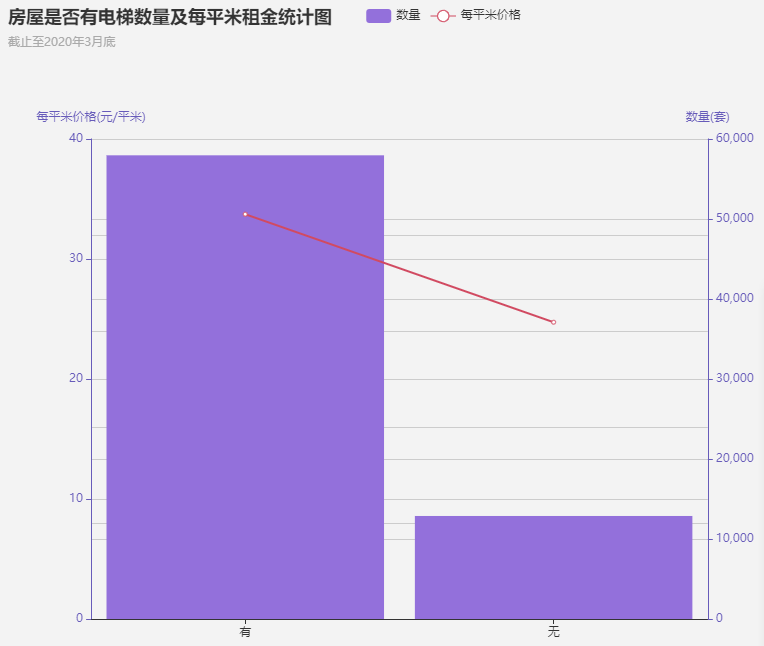 房屋是否有电梯数量及每平米租金统计图
数量
每平米价格
截止至2020年3月底
每平米价格(元/平米)
数量(套)
40
30
20
10
0
60,000
50,000
40,000
30,000
20,000
10,000
0
有
无